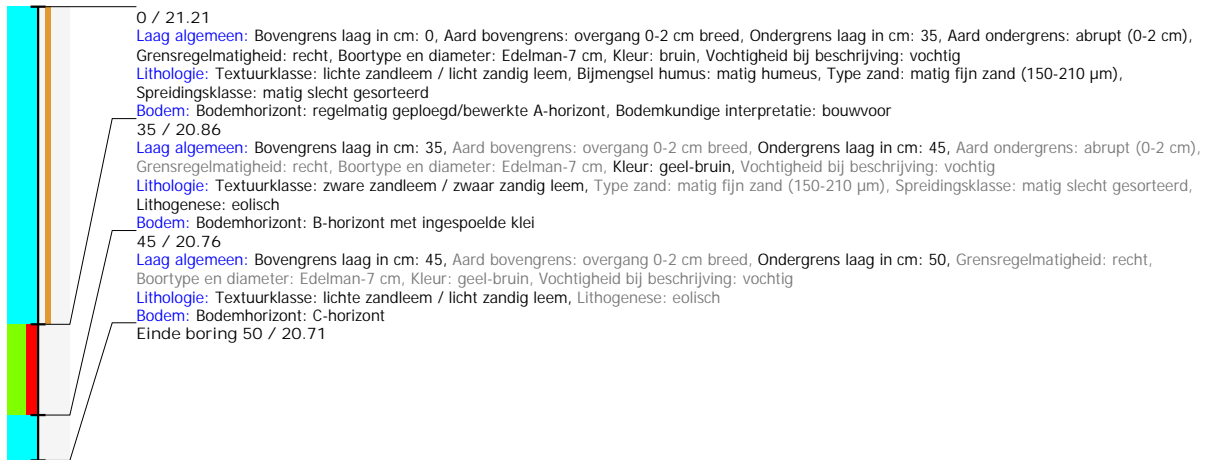 0 / 21.21
Laag algemeen: Bovengrens laag in cm: 0, Aard bovengrens: overgang 0-2 cm breed, Ondergrens laag in cm: 35, Aard ondergrens: abrupt (0-2 cm),
Grensregelmatigheid: recht, Boortype en diameter: Edelman-7 cm, Kleur: bruin, Vochtigheid bij beschrijving: vochtig
Lithologie: Textuurklasse: lichte zandleem / licht zandig leem, Bijmengsel humus: matig humeus, Type zand: matig fijn zand (150-210 µm),
Spreidingsklasse: matig slecht gesorteerd
Bodem: Bodemhorizont: regelmatig geploegd/bewerkte A-horizont, Bodemkundige interpretatie: bouwvoor
35 / 20.86
Laag algemeen: Bovengrens laag in cm: 35, Aard bovengrens: overgang 0-2 cm breed, Ondergrens laag in cm: 45, Aard ondergrens: abrupt (0-2 cm),
Grensregelmatigheid: recht, Boortype en diameter: Edelman-7 cm, Kleur: geel-bruin, Vochtigheid bij beschrijving: vochtig
Lithologie: Textuurklasse: zware zandleem / zwaar zandig leem, Type zand: matig fijn zand (150-210 µm), Spreidingsklasse: matig slecht gesorteerd,
Lithogenese: eolisch
Bodem: Bodemhorizont: B-horizont met ingespoelde klei
45 / 20.76
Laag algemeen: Bovengrens laag in cm: 45, Aard bovengrens: overgang 0-2 cm breed, Ondergrens laag in cm: 50, Grensregelmatigheid: recht,
Boortype en diameter: Edelman-7 cm, Kleur: geel-bruin, Vochtigheid bij beschrijving: vochtig
Lithologie: Textuurklasse: lichte zandleem / licht zandig leem, Lithogenese: eolisch
Bodem: Bodemhorizont: C-horizont
Einde boring 50 / 20.71